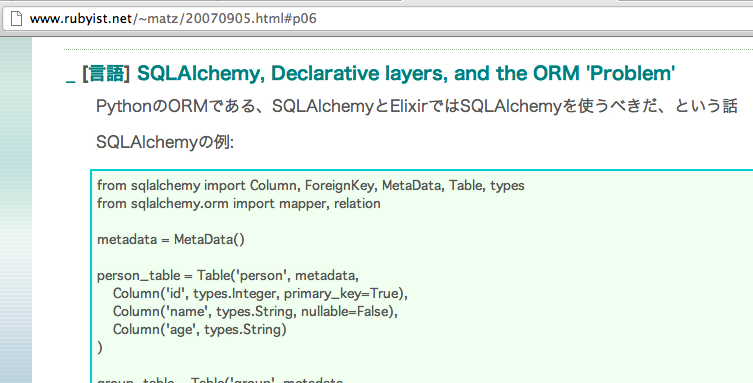 www.rubyist.net/~matz/20070905.html#p06
_ [言語] SQLAlchemy, Declarative layers, and the ORM 'Problem'
PythonのORMである、SQLAlchemyとElixirではSQLAlchemyを使うべきだ、という話
SQLAlchemyの例:
from sqlalchemy import Column, ForeignKey, MetaData, Table, types
from sqlalchemy.orm import mapper, relation
metadata = MetaData()
person_table = Table('person', metadata,
    Column('id', types.Integer, primary_key=True),
    Column('name', types.String, nullable=False),
    Column('age', types.String)
)
group_table = Table('group', metadata,